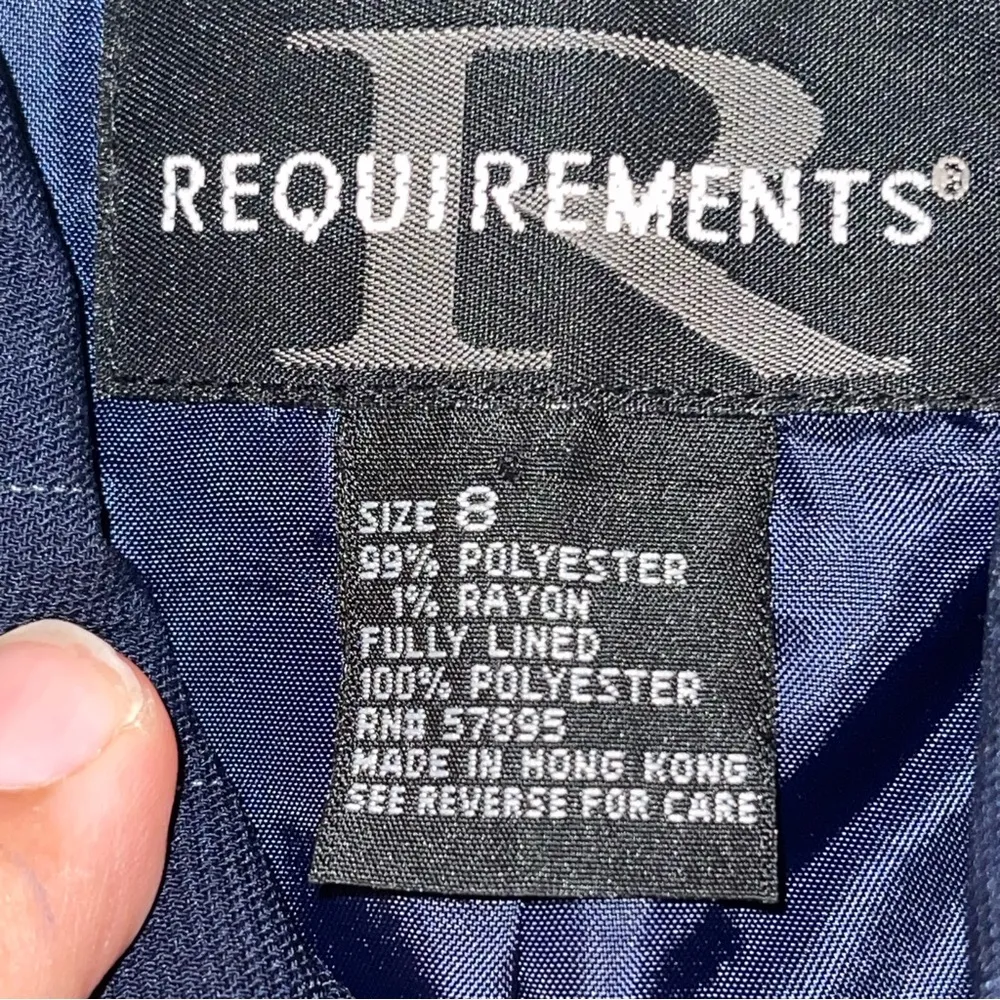 R
REQUIREMENTS®
SIZE 8
99% POLYESTER
1% RAYON
FULLY LINED
100% POLYESTER
RN# 57895
MADE IN HONG KONG
SEE REVERSE FOR CARE